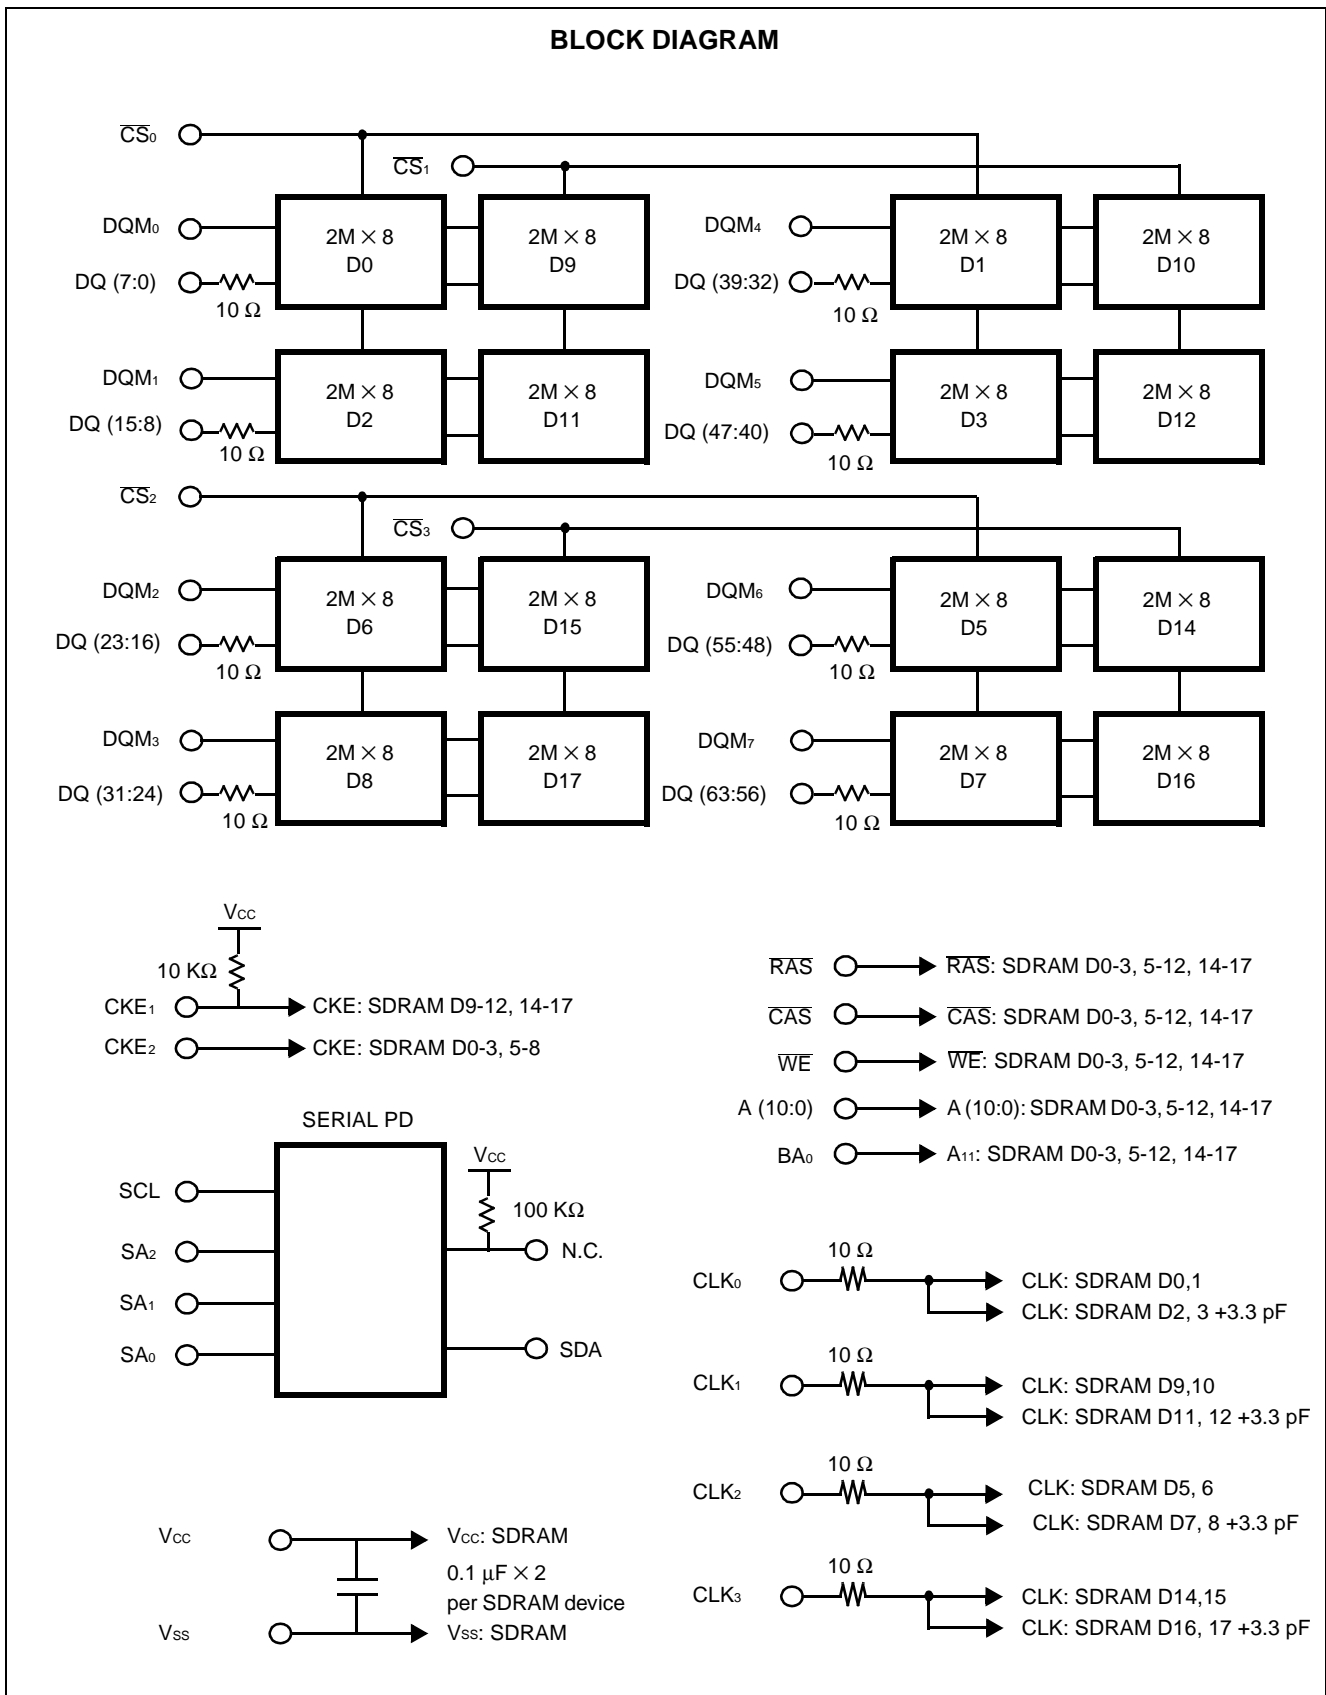 BLOCK DIAGRAM
CS0
CS1
DQM0
2M × 8
D0
2M × 8
D9
DQM4
2M × 8
D1
2M × 8
D10
DQ (7:0)
10 Ω
DQ (39:32)
10 Ω
DQM1
2M × 8
D2
2M × 8
D11
DQM5
2M × 8
D3
2M × 8
D12
DQ (15:8)
10 Ω
DQ (47:40)
10 Ω
CS2
CS3
DQM2
2M × 8
D6
2M × 8
D15
DQM6
2M × 8
D5
2M × 8
D14
DQ (23:16)
10 Ω
DQ (55:48)
10 Ω
DQM3
2M × 8
D8
2M × 8
D17
DQM7
2M × 8
D7
2M × 8
D16
DQ (31:24)
10 Ω
DQ (63:56)
10 Ω
VCC
10 KΩ
CKE1
CKE: SDRAM D9-12, 14-17
CKE2
CKE: SDRAM D0-3, 5-8
RAS
RAS: SDRAM D0-3, 5-12, 14-17
CAS
CAS: SDRAM D0-3, 5-12, 14-17
WE
WE: SDRAM D0-3, 5-12, 14-17
A (10:0)
A (10:0): SDRAM D0-3, 5-12, 14-17
BA0
A11: SDRAM D0-3, 5-12, 14-17
SERIAL PD
VCC
100 KΩ
SCL
SA2
N.C.
SA1
SA0
SDA
CLK0
10 Ω
CLK: SDRAM D0,1
CLK: SDRAM D2, 3 +3.3 pF
CLK1
10 Ω
CLK: SDRAM D9,10
CLK: SDRAM D11, 12 +3.3 pF
CLK2
10 Ω
CLK: SDRAM D5, 6
CLK: SDRAM D7, 8 +3.3 pF
CLK3
10 Ω
CLK: SDRAM D14,15
CLK: SDRAM D16, 17 +3.3 pF
VCC
VCC: SDRAM
0.1 μF × 2
per SDRAM device
VSS
VSS: SDRAM